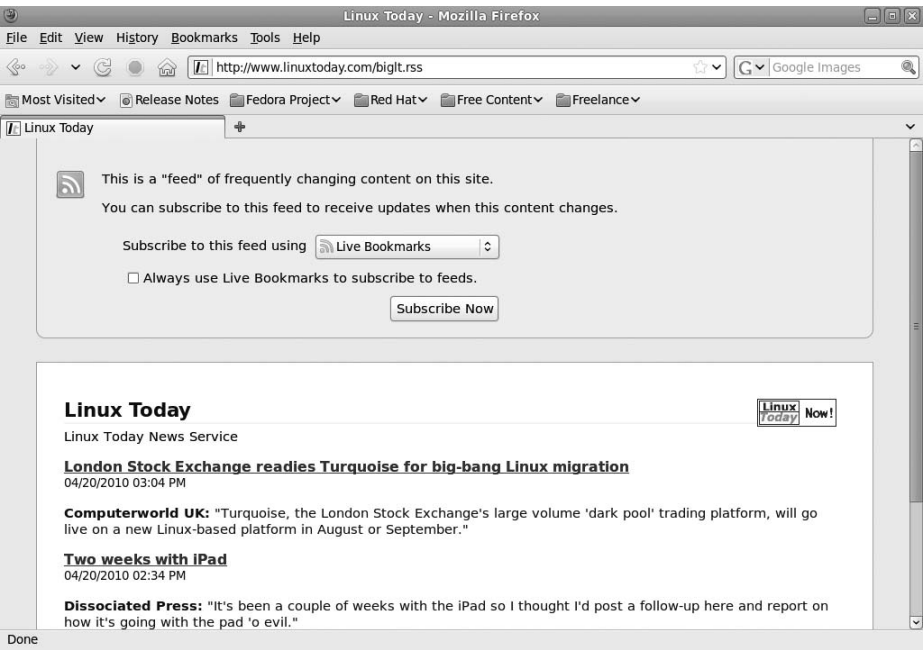 Linux Today - Mozilla Firefox
File Edit View History Bookmarks Tools Help
http://www.linuxtoday.com/biglt.rss
G Google Images
Most Visited Release Notes Fedora Project Red Hat Free Content Freelance
Linux Today
This is a "feed" of frequently changing content on this site.
You can subscribe to this feed to receive updates when this content changes.
Subscribe to this feed using Live Bookmarks
Always use Live Bookmarks to subscribe to feeds.
Subscribe Now
Linux Today
Linux Today Now!
Linux Today News Service
London Stock Exchange readies Turquoise for big-bang Linux migration
04/20/2010 03:04 PM
Computerworld UK: "Turquoise, the London Stock Exchange's large volume 'dark pool' trading platform, will go
live on a new Linux-based platform in August or September."
Two weeks with iPad
04/20/2010 02:34 PM
Dissociated Press: "It's been a couple of weeks with the iPad so I thought I'd post a follow-up here and report on
how it's going with the pad 'o evil."
Done